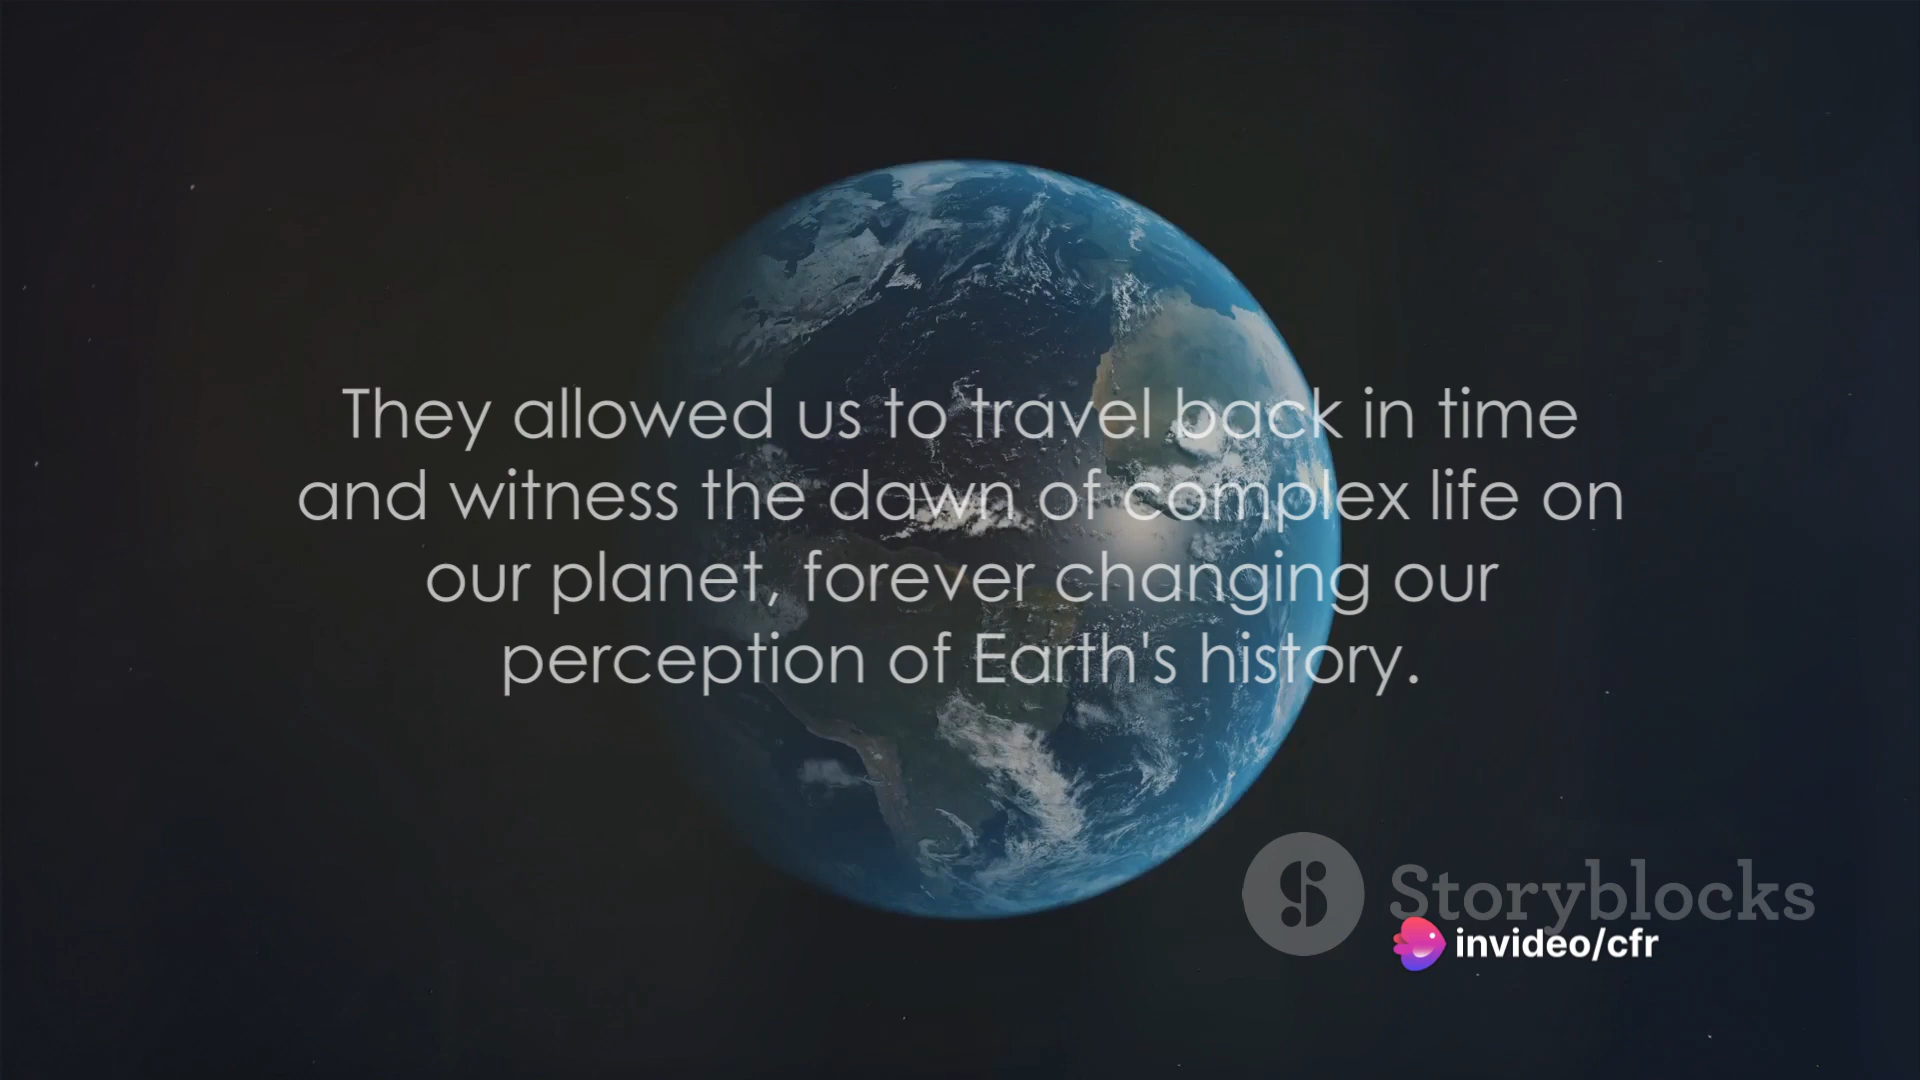 They allowed us to travel back in time
and witness the dawn of complex life on
our planet, forever changing our
perception of Earth's history.
Storyblocks
invideo/cfr